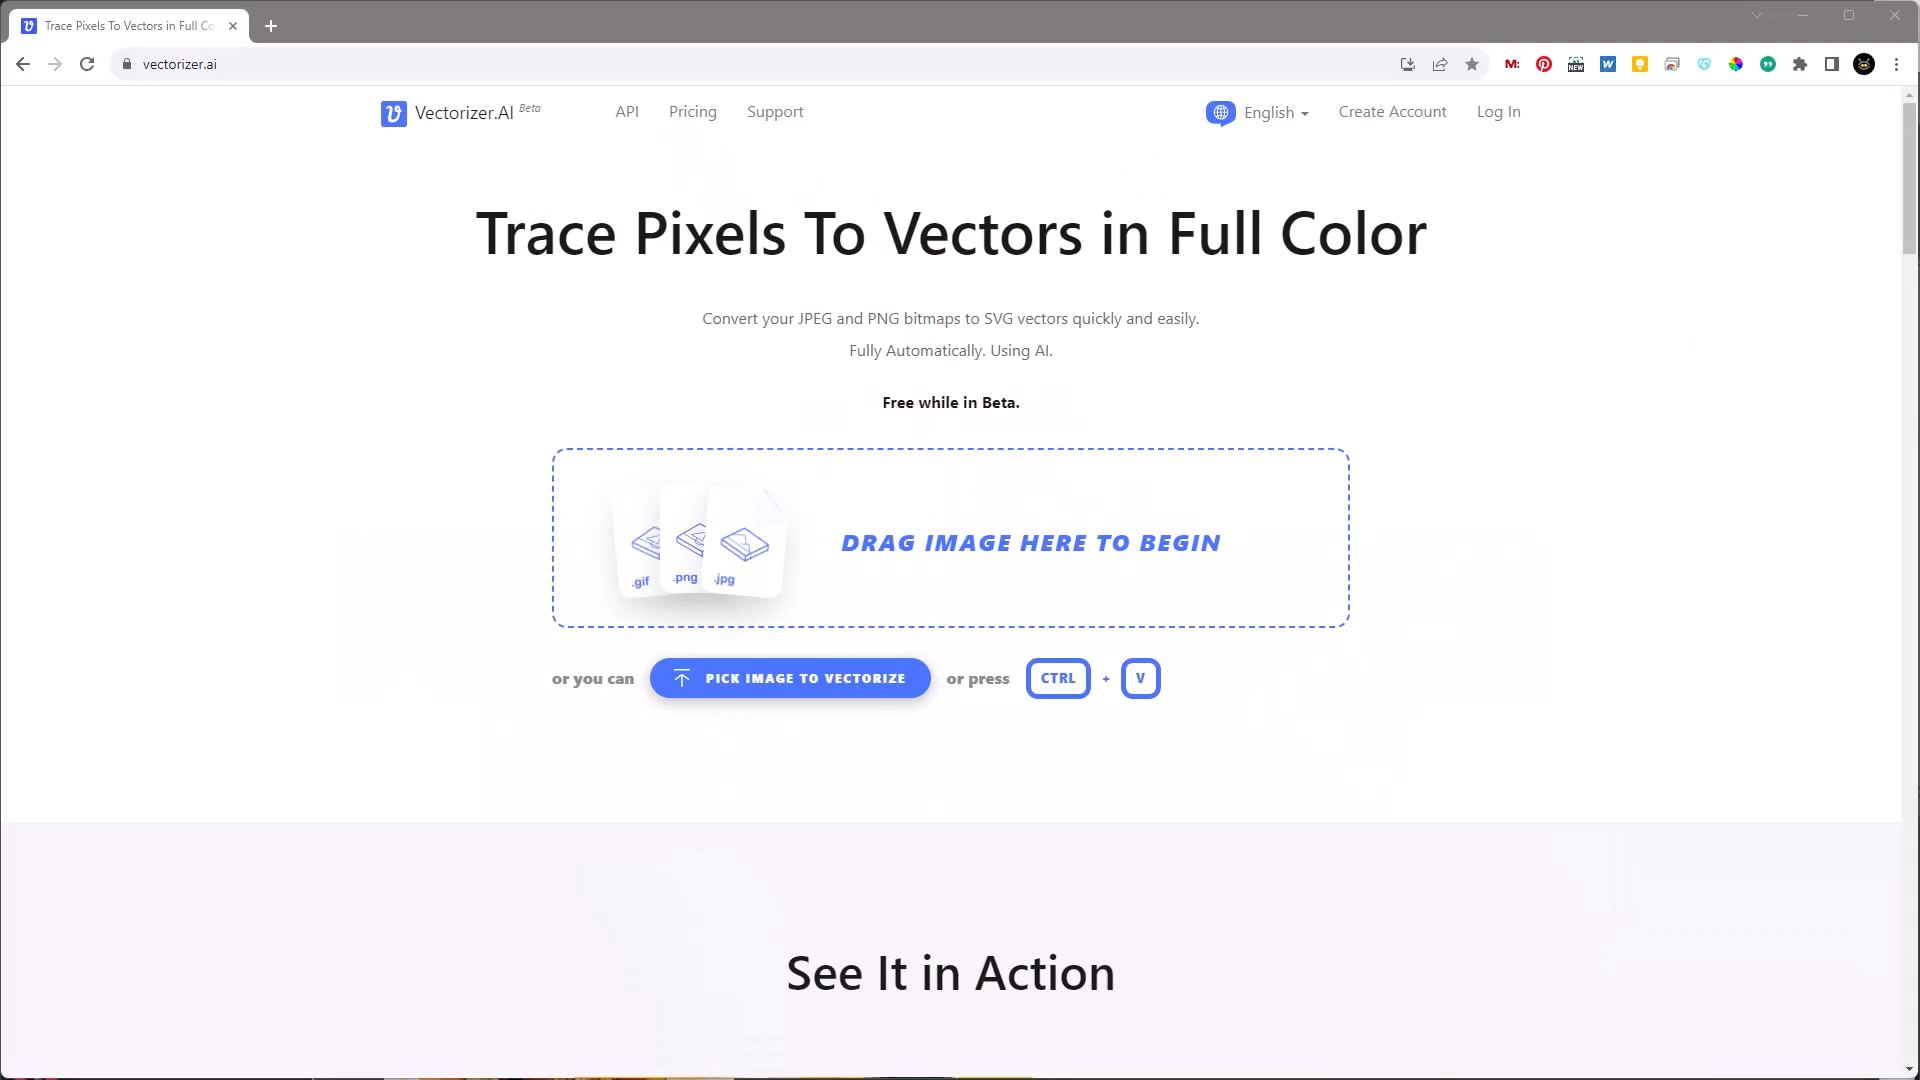 Trace Pixels To Vectors in Full Co
vectorizer.ai
Vectorizer.AI Beta
API
Pricing
Support
English
Create Account
Log In
Trace Pixels To Vectors in Full Color
Convert your JPEG and PNG bitmaps to SVG vectors quickly and easily.
Fully Automatically. Using AI.
Free while in Beta.
.gif
.png
.jpg
DRAG IMAGE HERE TO BEGIN
or you can
PICK IMAGE TO VECTORIZE
or press
CTRL
+
V
See It in Action